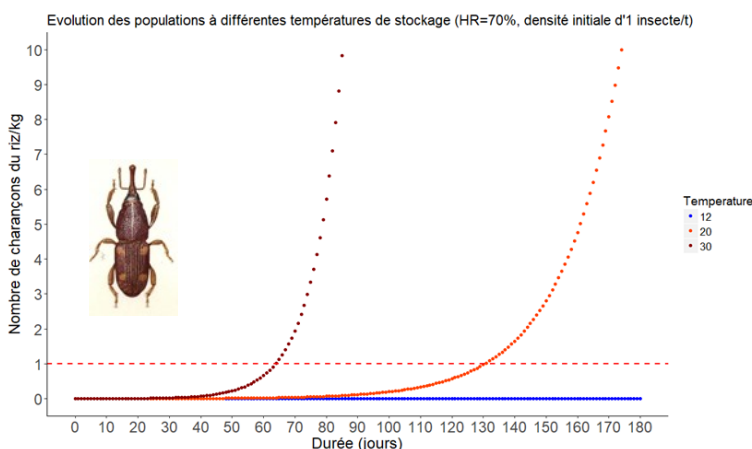 Evolution des populations à différentes températures de stockage (HR=70%, densité initiale d'1 insecte/t)
Nombre de charançons du riz/kg
10
9
8
7
6
5
4
3
2
1
0
0 10 20 30 40 50 60 70 80 90 100 110 120 130 140 150 160 170 180
Durée (jours)
Temperature
12
20
30